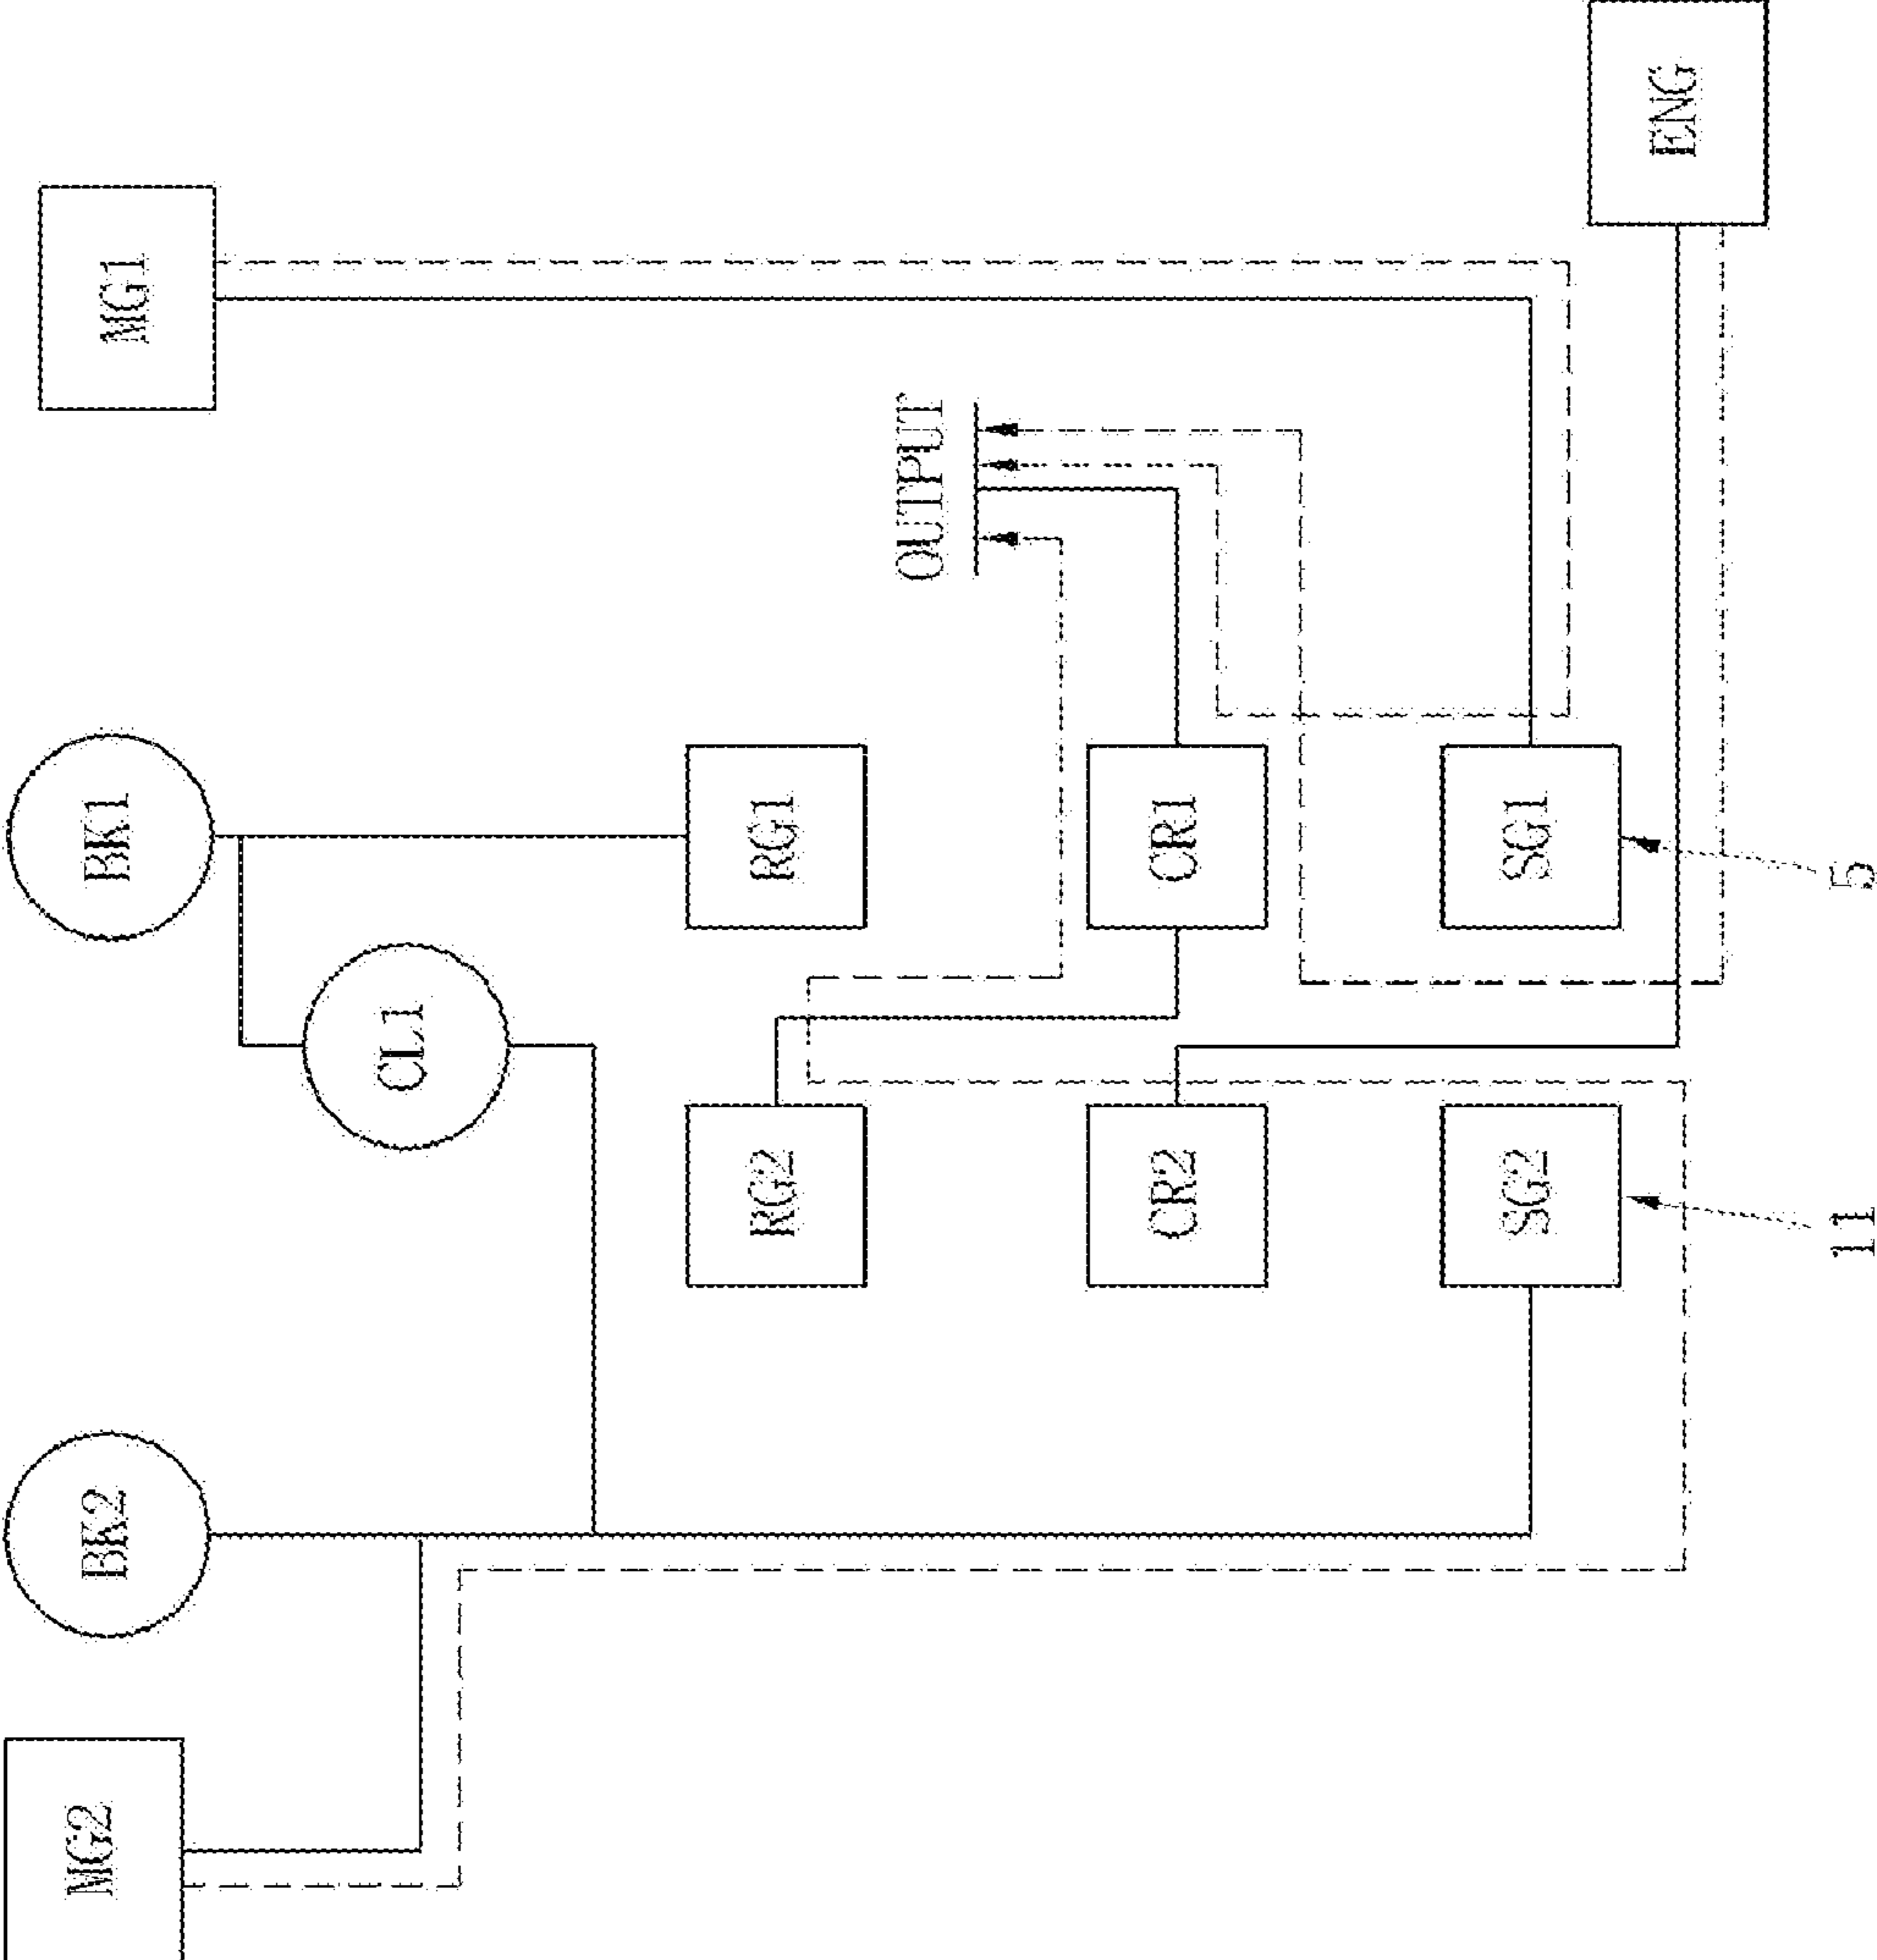 MG2
BK2
BK1
MG1
CL1
RG2
RG1
OUTPUT
CR2
CR1
SG2
SG1
ENG
11
5